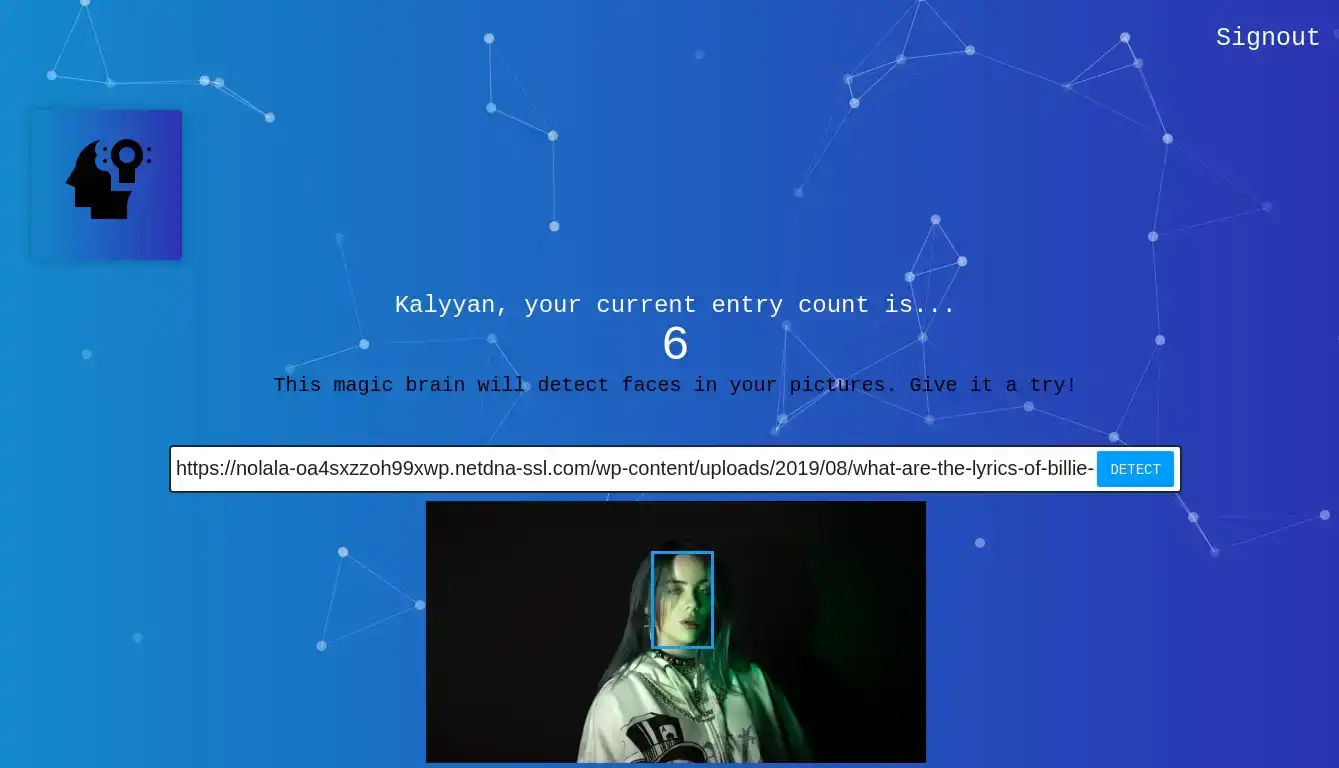 Signout
Kalyyan, your current entry count is...
6
This magic brain will detect faces in your pictures. Give it a try!
https://nolala-oa4sxzzoh99xwp.netdna-ssl.com/wp-content/uploads/2019/08/what-are-the-lyrics-of-billie- DETECT